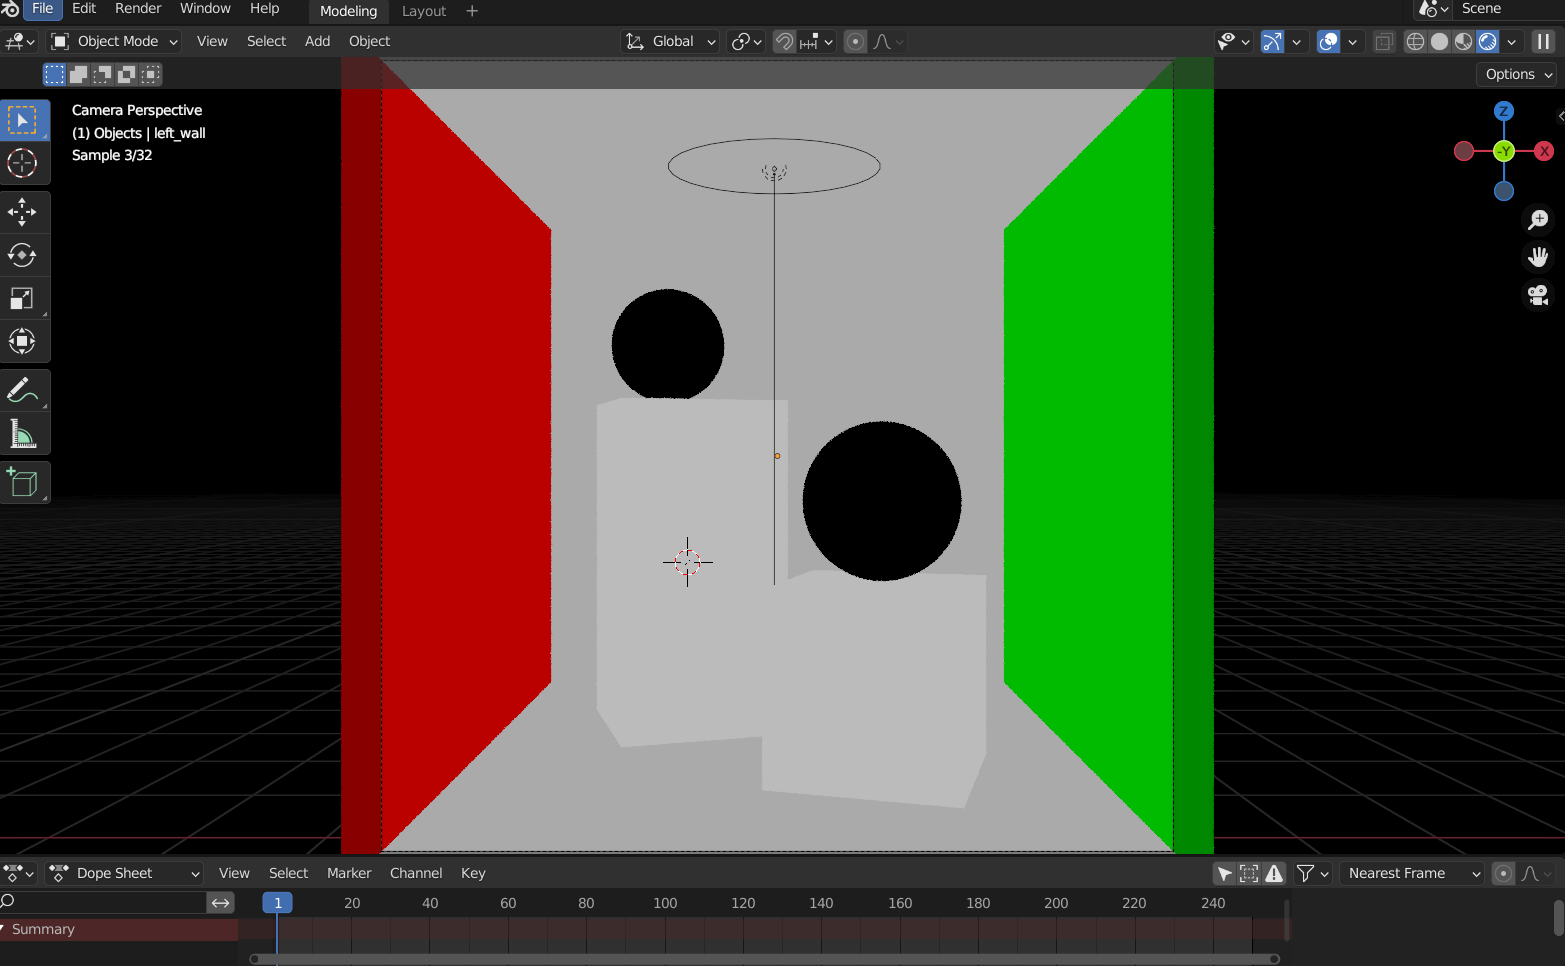 File Edit Render Window Help Modeling Layout + Scene
Object Mode View Select Add Object Global
Options
Camera Perspective
(1) Objects | left_wall
Sample 3/32
Z
-Y X
Dope Sheet View Select Marker Channel Key Nearest Frame
1 20 40 60 80 100 120 140 160 180 200 220 240
Summary